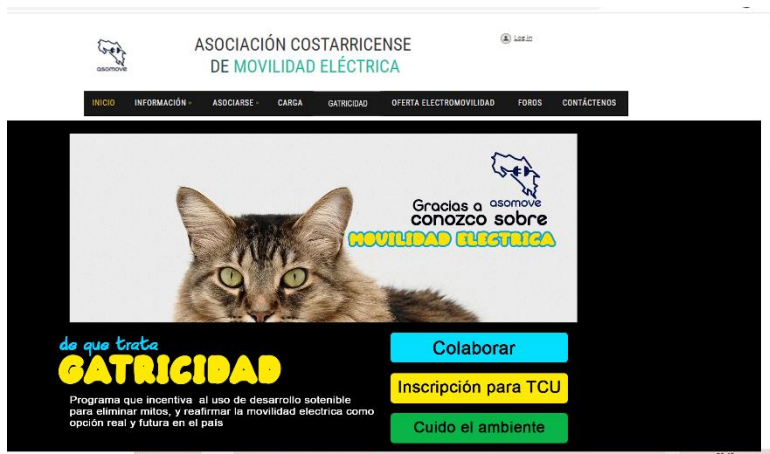 asomove
ASOCIACIÓN COSTARRICENSE
DE MOVILIDAD ELÉCTRICA
Log in
INICIO INFORMACIÓN ASOCIARSE CARGA GATRICIDAD OFERTA ELECTROMOVILIDAD FOROS CONTÁCTENOS
asomove
Gracias a
conozco sobre
MOVILIDAD ELECTRICA
de que trata
GATRICIDAD
Programa que incentiva al uso de desarrollo sotenible
para eliminar mitos, y reafirmar la movilidad electrica como
opción real y futura en el país
Colaborar
Inscripción para TCU
Cuido el ambiente